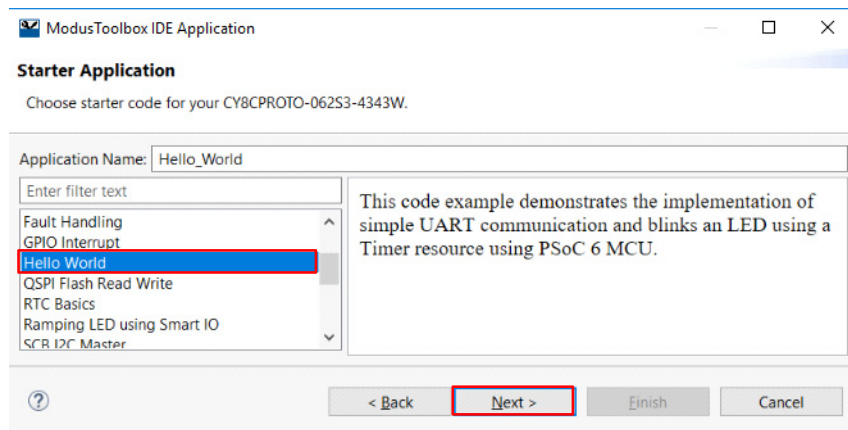 ModusToolbox IDE Application
Starter Application
Choose starter code for your CY8CPROTO-062S3-4343W.
Application Name: Hello_World
Enter filter text
Fault Handling
GPIO Interrupt
Hello World
QSPI Flash Read Write
RTC Basics
Ramping LED using Smart IO
SCB I2C Master
This code example demonstrates the implementation of
simple UART communication and blinks an LED using a
Timer resource using PSoC 6 MCU.
?
< Back
Next >
Finish
Cancel